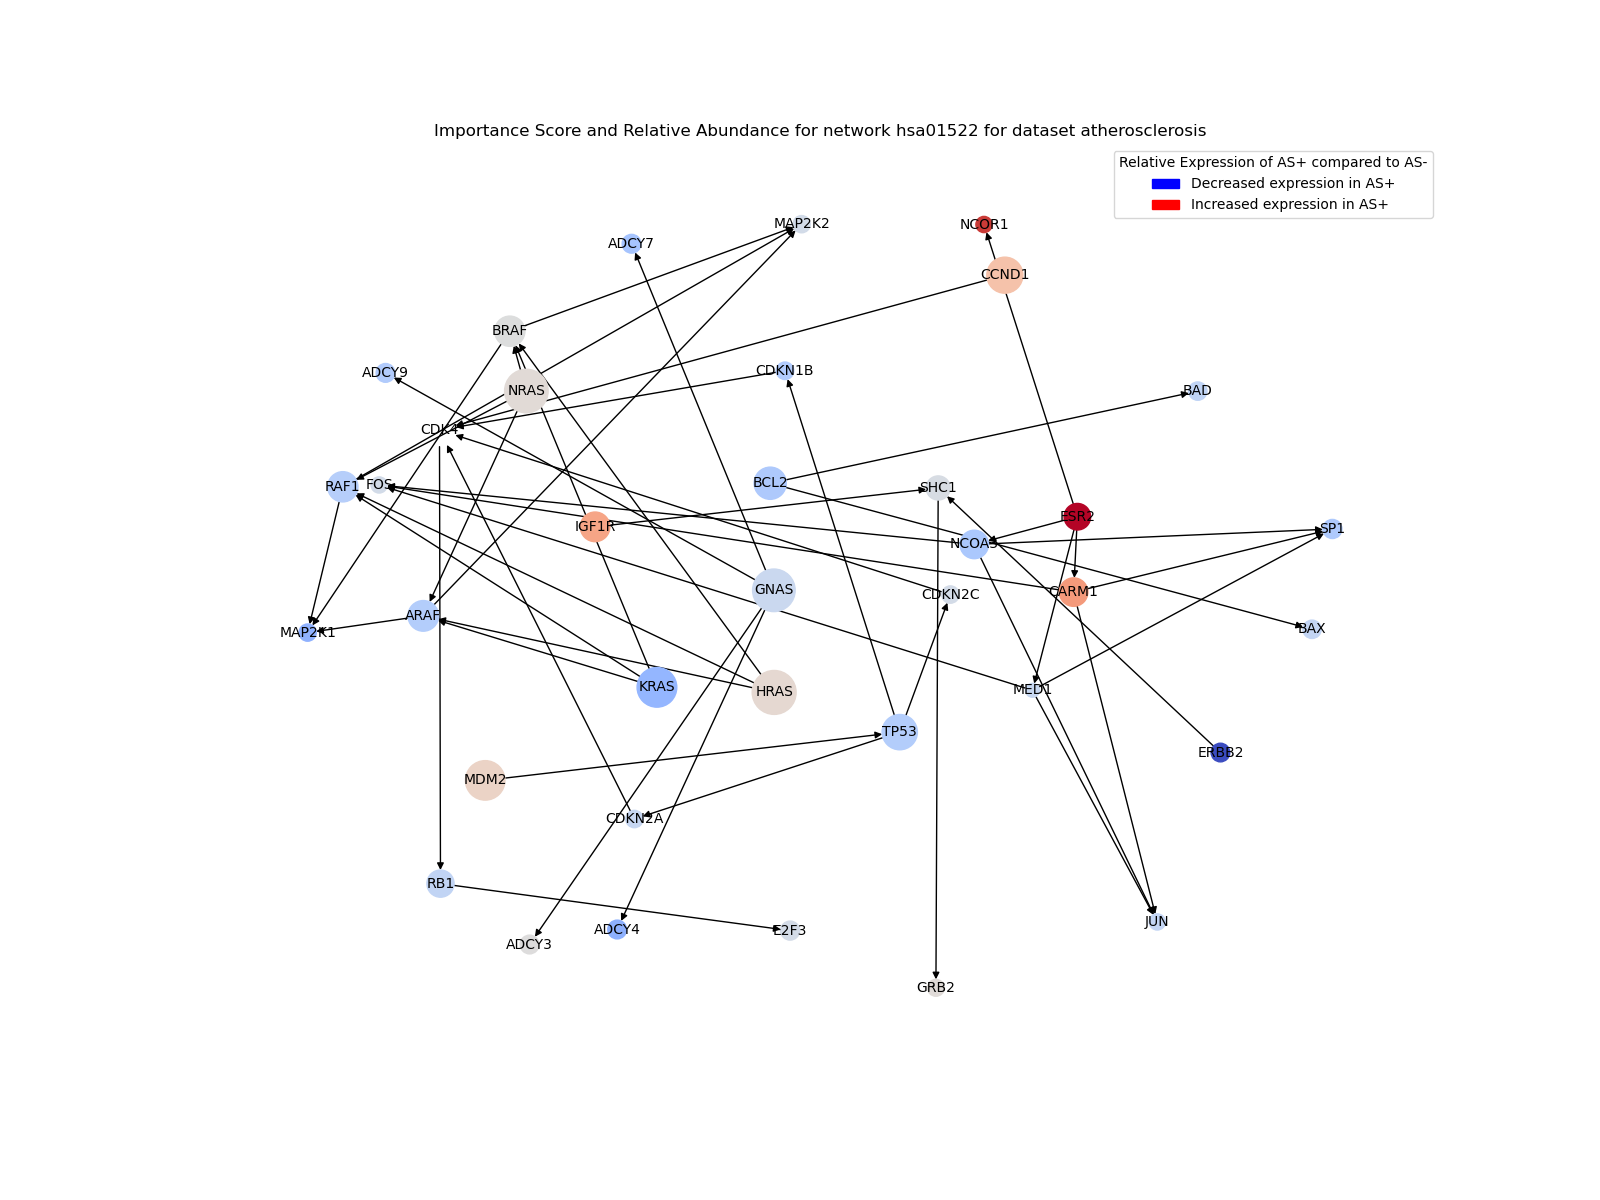 Importance Score and Relative Abundance for network hsa01522 for dataset atherosclerosis
Relative Expression of AS+ compared to AS-
Decreased expression in AS+
Increased expression in AS+
MAP2K2
NCOR1
ADCY7
CCND1
BRAF
ADCY9
CDKN1B
NRAS
BAD
CDK4
BCL2
RAF1
FOS
SHC1
ESR2
IGF1R
SP1
NCOA3
GNAS
CARM1
CDKN2C
ARAF
BAX
MAP2K1
KRAS
HRAS
MED1
TP53
ERBB2
MDM2
CDKN2A
RB1
JUN
ADCY4
E2F3
ADCY3
GRB2